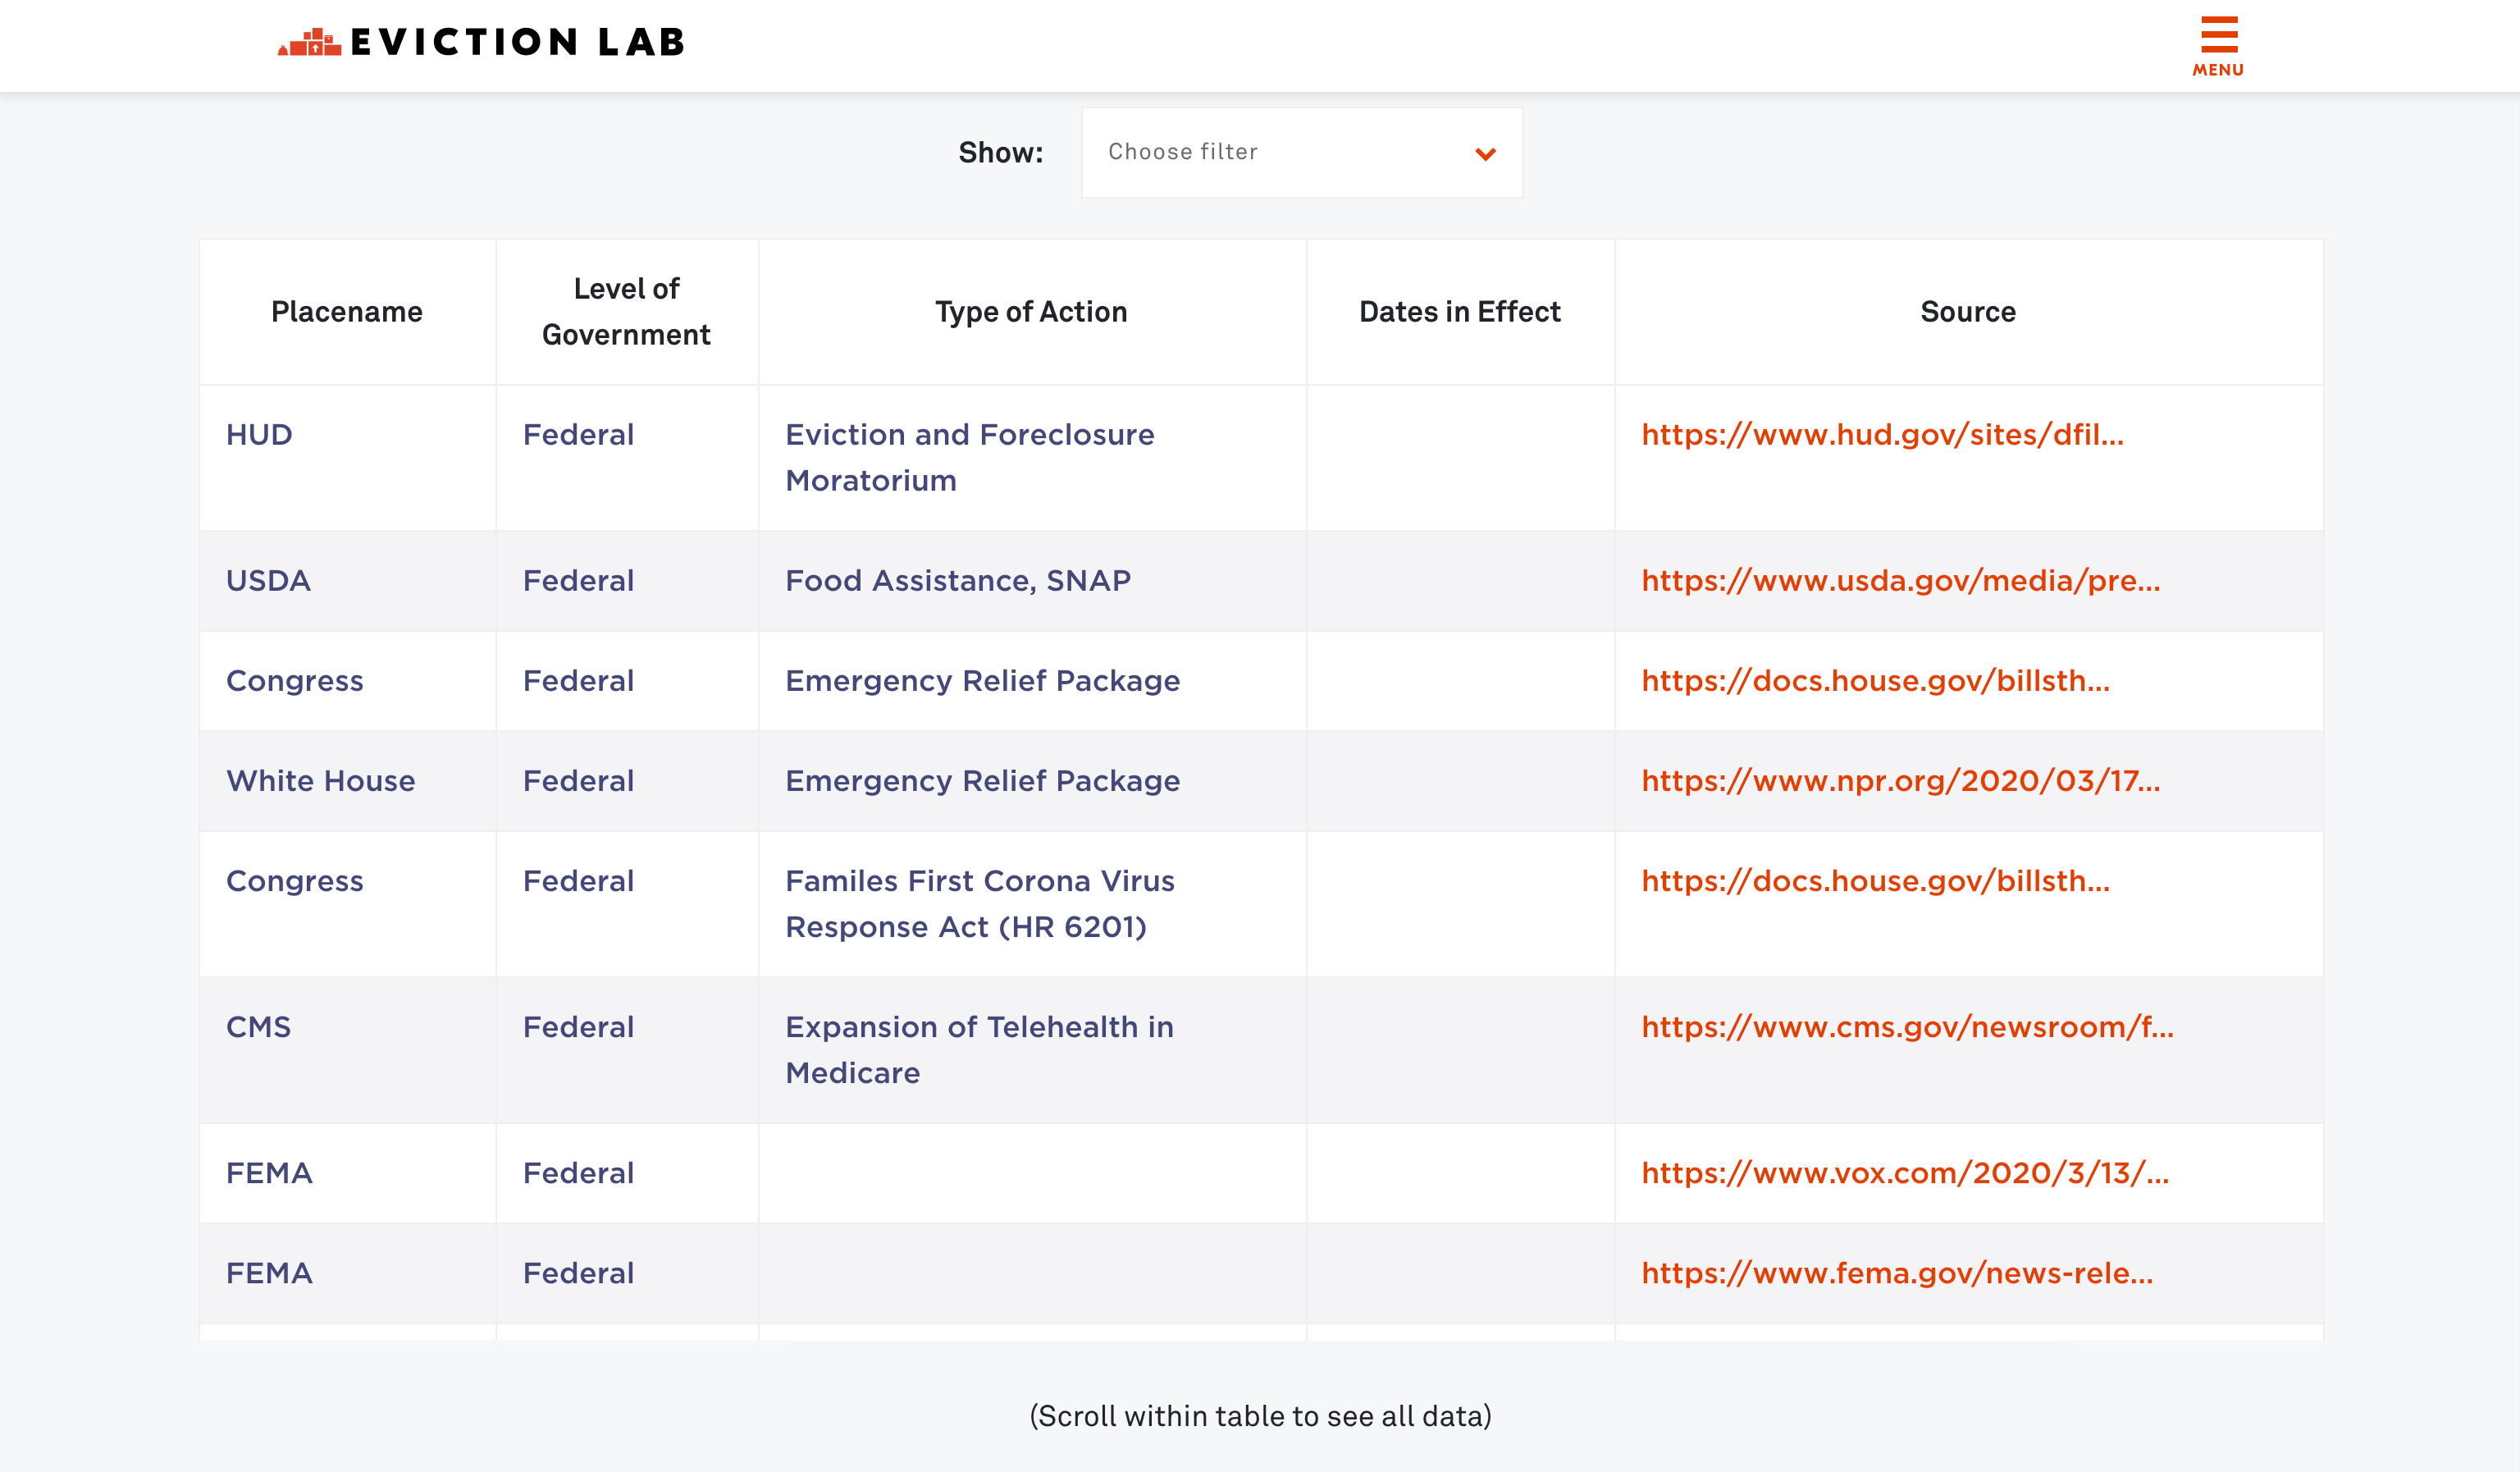 EVICTION LAB
MENU
Show:
Choose filter
Placename
Level of
Government
Type of Action
Dates in Effect
Source
HUD
Federal
Eviction and Foreclosure
Moratorium
https://www.hud.gov/sites/dfil...
USDA
Federal
Food Assistance, SNAP
https://www.usda.gov/media/pre...
Congress
Federal
Emergency Relief Package
https://docs.house.gov/billsth...
White House
Federal
Emergency Relief Package
https://www.npr.org/2020/03/17...
Congress
Federal
Familes First Corona Virus
Response Act (HR 6201)
https://docs.house.gov/billsth...
CMS
Federal
Expansion of Telehealth in
Medicare
https://www.cms.gov/newsroom/f...
FEMA
Federal
https://www.vox.com/2020/3/13/...
FEMA
Federal
https://www.fema.gov/news-rele...
(Scroll within table to see all data)